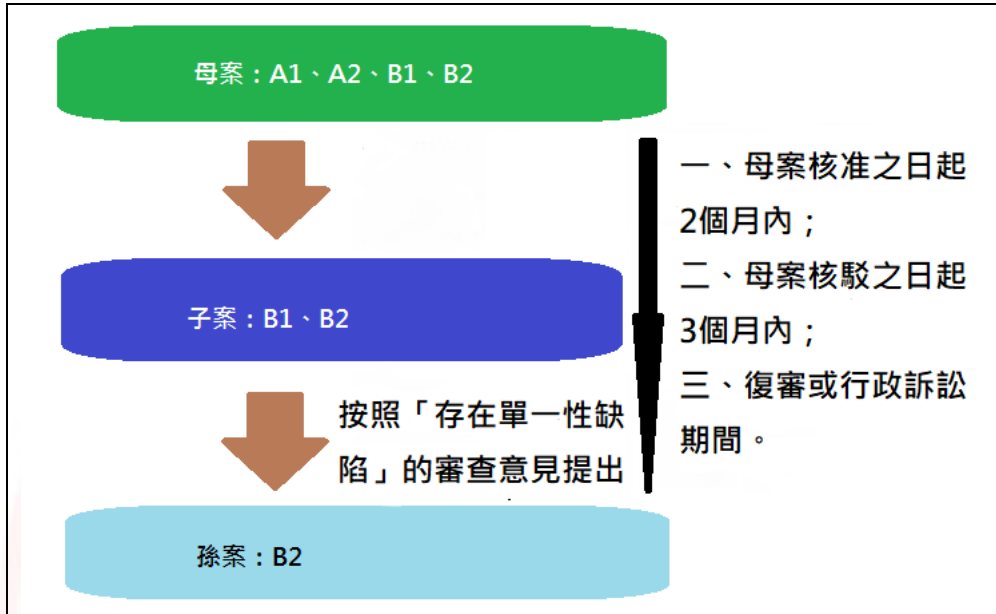 母案：A1、A2、B1、B2
一、母案核准之日起
2個月內；
二、母案核駁之日起
3個月內；
三、復審或行政訴訟
期間。
子案：B1、B2
按照「存在單一性缺
陷」的審查意見提出
孫案：B2